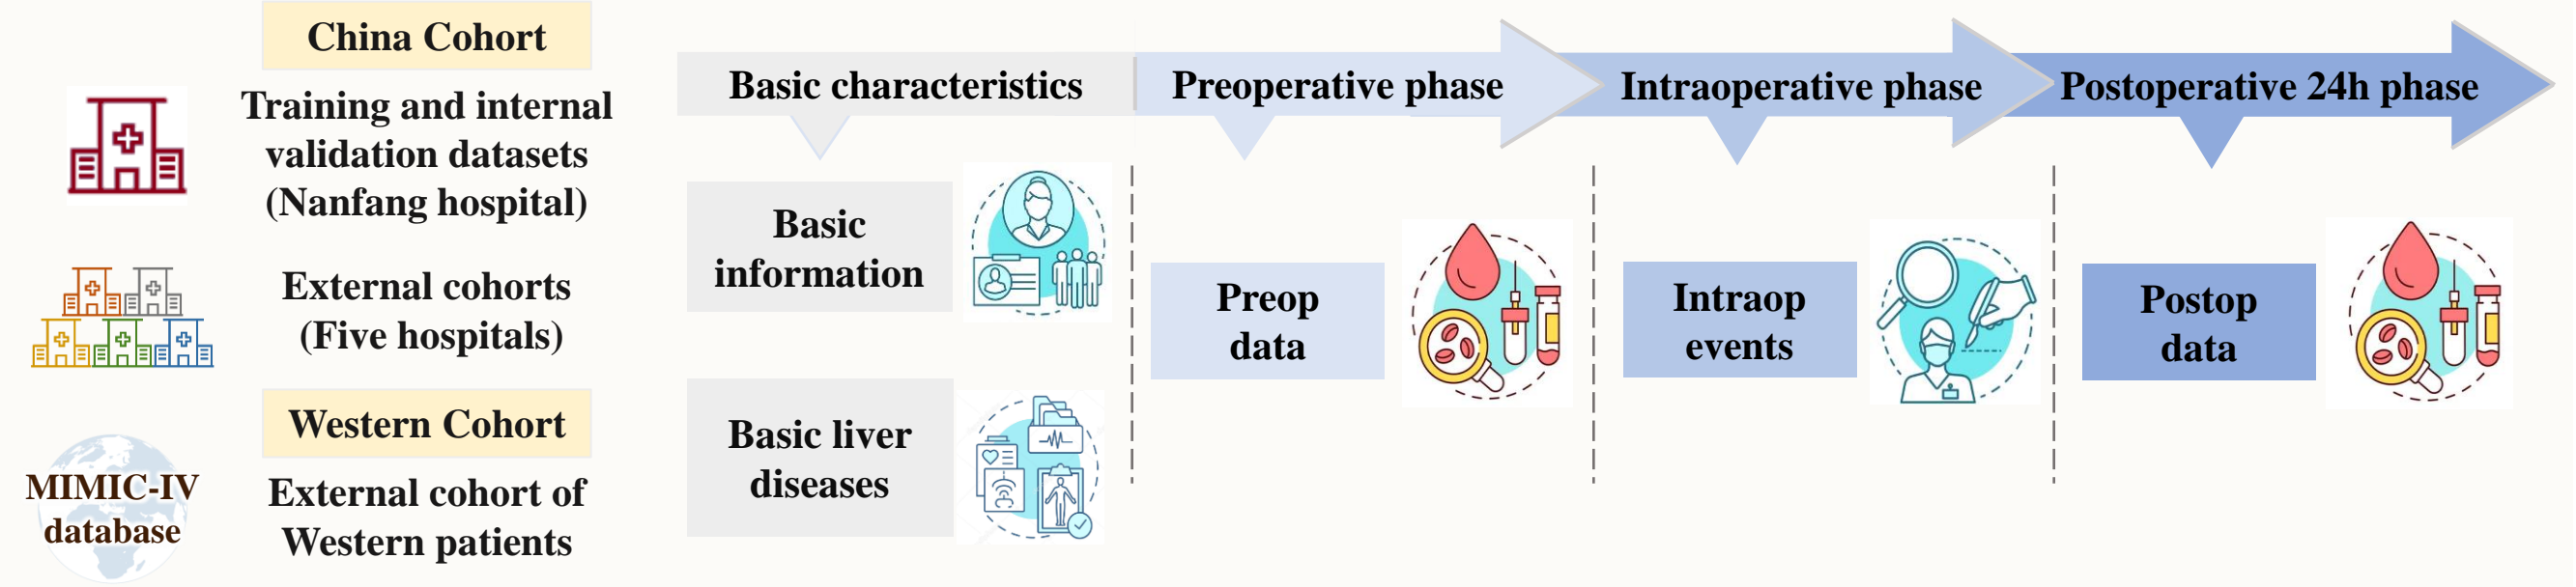 China Cohort
Training and internal
validation datasets
(Nanfang hospital)
External cohorts
(Five hospitals)
Western Cohort
MIMIC-IV
database
External cohort of
Western patients
Basic characteristics
Preoperative phase
Intraoperative phase
Postoperative 24h phase
Basic
information
Basic liver
diseases
Preop
data
Intraop
events
Postop
data